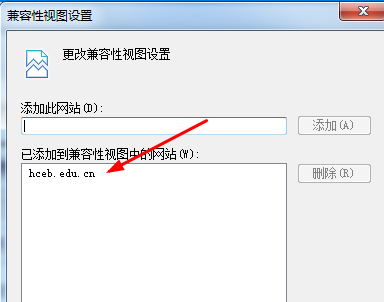 兼容性视图设置
更改兼容性视图设置
添加此网站(D):
添加(A)
已添加到兼容性视图中的网站(W):
hceb.edu.cn
删除(R)